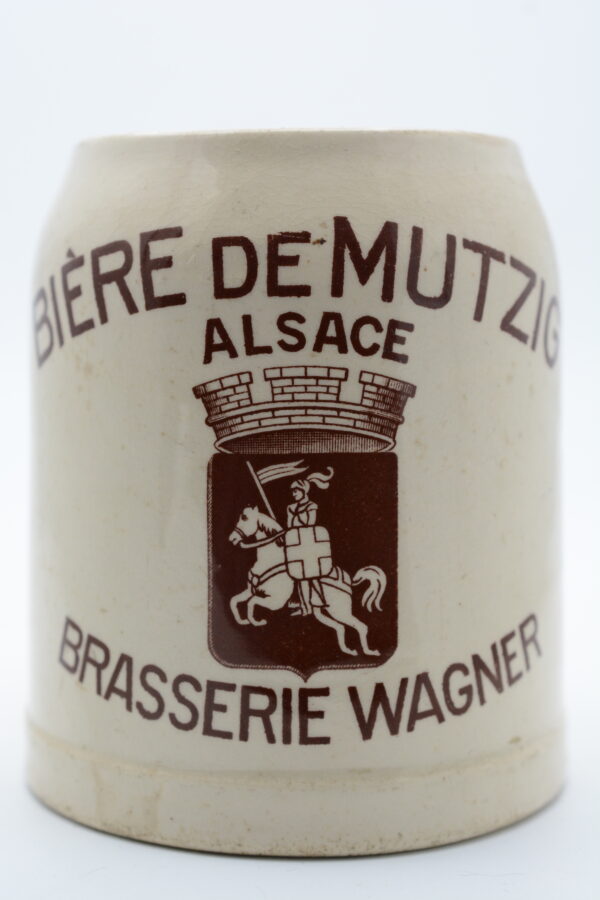 BIÈRE DE MUTZIG
ALSACE
BRASSERIE WAGNER